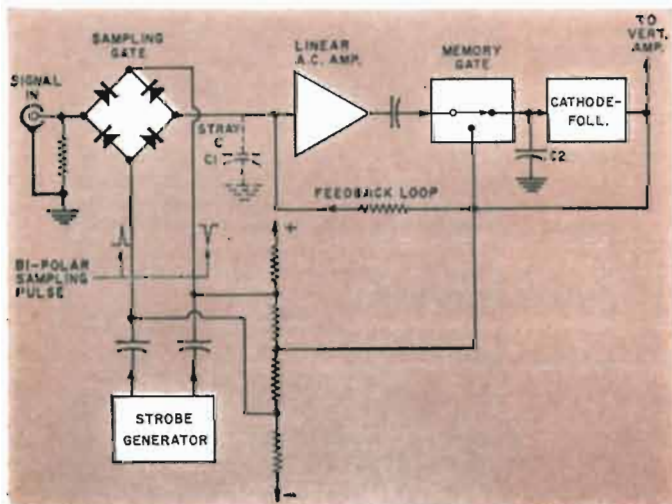 SAMPLING
GATE
SIGNAL
IN
LINEAR
A.C. AMP.
MEMORY
GATE
TO
VERT.
AMP.
CATHODE-
FOLL.
STRAY
C
C1
C2
FEEDBACK LOOP
+
BI-POLAR
SAMPLING
PULSE
STROBE
GENERATOR
−